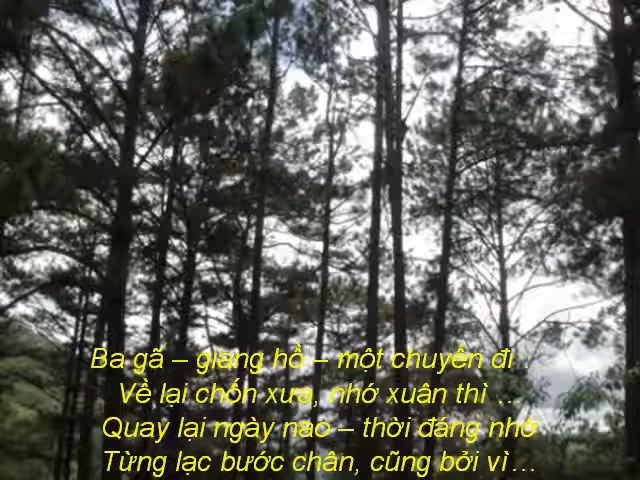 Ba gã – giang hồ – một chuyến đi ...
Về lại chốn xưa, nhớ xuân thì ...
Quay lại ngày nao – thời đáng nhớ
Từng lạc bước chân, cũng bởi vì...